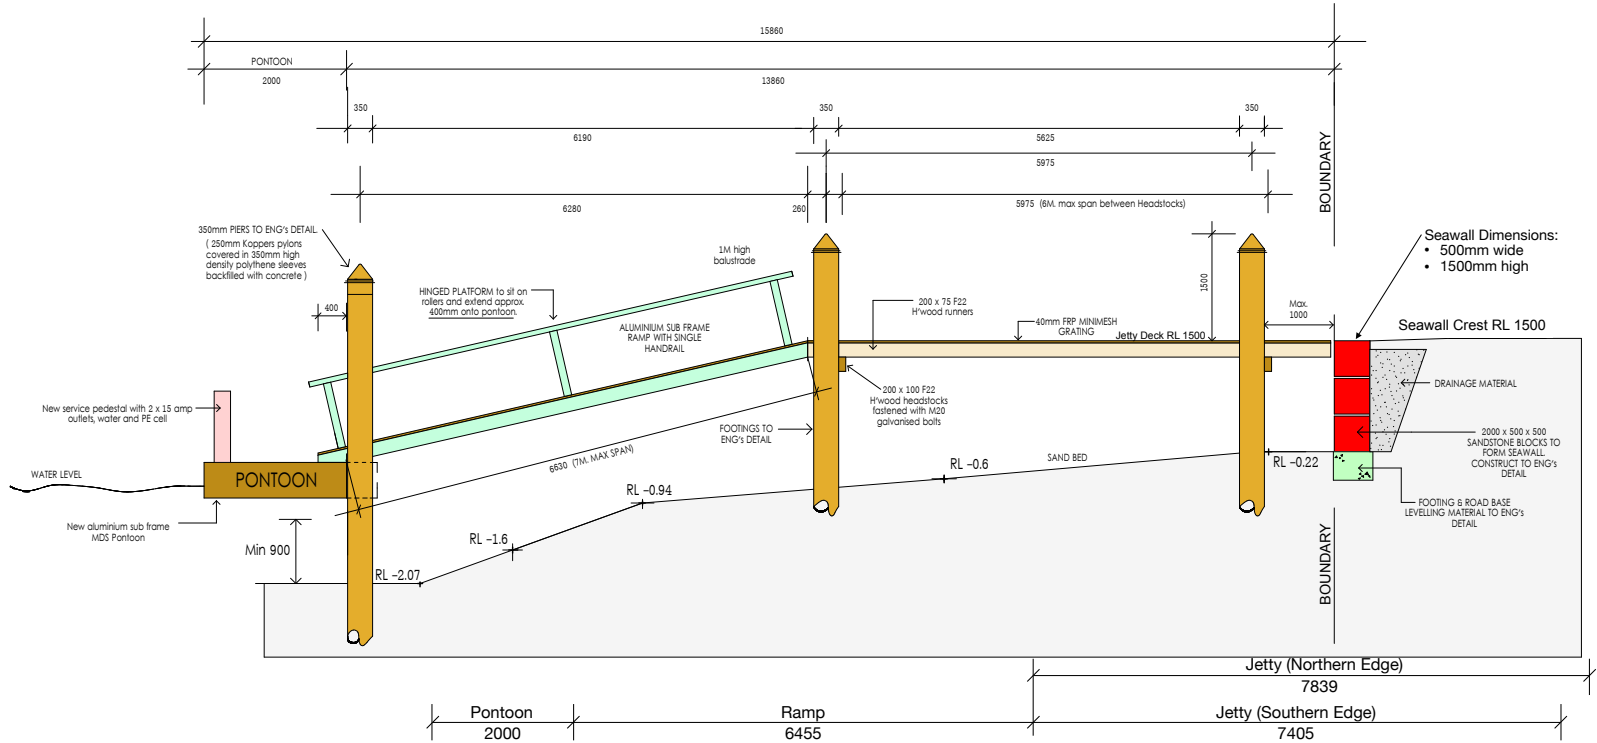 15860
PONTOON
2000
13860
350
350
350
6190
5625
5975
6280
260
5975 (6M. max span between Headstocks)
BOUNDARY
350mm PIERS TO ENG's DETAIL.
( 250mm Koppers pylons
covered in 350mm high
density polythene sleeves
backfilled with concrete )
1M high
balustrade
Seawall Dimensions:
• 500mm wide
• 1500mm high
1500
HINGED PLATFORM to sit on
rollers and extend approx.
400mm onto pontoon.
400
200 x 75 F22
H'wood runners
Max.
1000
40mm FRP MINIMESH
GRATING
Jetty Deck RL 1500
Seawall Crest RL 1500
ALUMINIUM SUB FRAME
RAMP WITH SINGLE
HANDRAIL
DRAINAGE MATERIAL
200 x 100 F22
H'wood headstocks
fastened with M20
galvanised bolts
New service pedestal with 2 x 15 amp
outlets, water and PE cell
FOOTINGS TO
ENG's DETAIL
2000 x 500 x 500
SANDSTONE BLOCKS TO
FORM SEAWALL.
CONSTRUCT TO ENG's
DETAIL
6630 (7M. MAX SPAN)
SAND BED
RL -0.6
RL -0.22
WATER LEVEL
PONTOON
RL -0.94
FOOTING & ROAD BASE
LEVELLING MATERIAL TO ENG's
DETAIL
New aluminium sub frame
MDS Pontoon
Min 900
RL -1.6
RL -2.07
BOUNDARY
Jetty (Northern Edge)
7839
Pontoon
2000
Ramp
6455
Jetty (Southern Edge)
7405